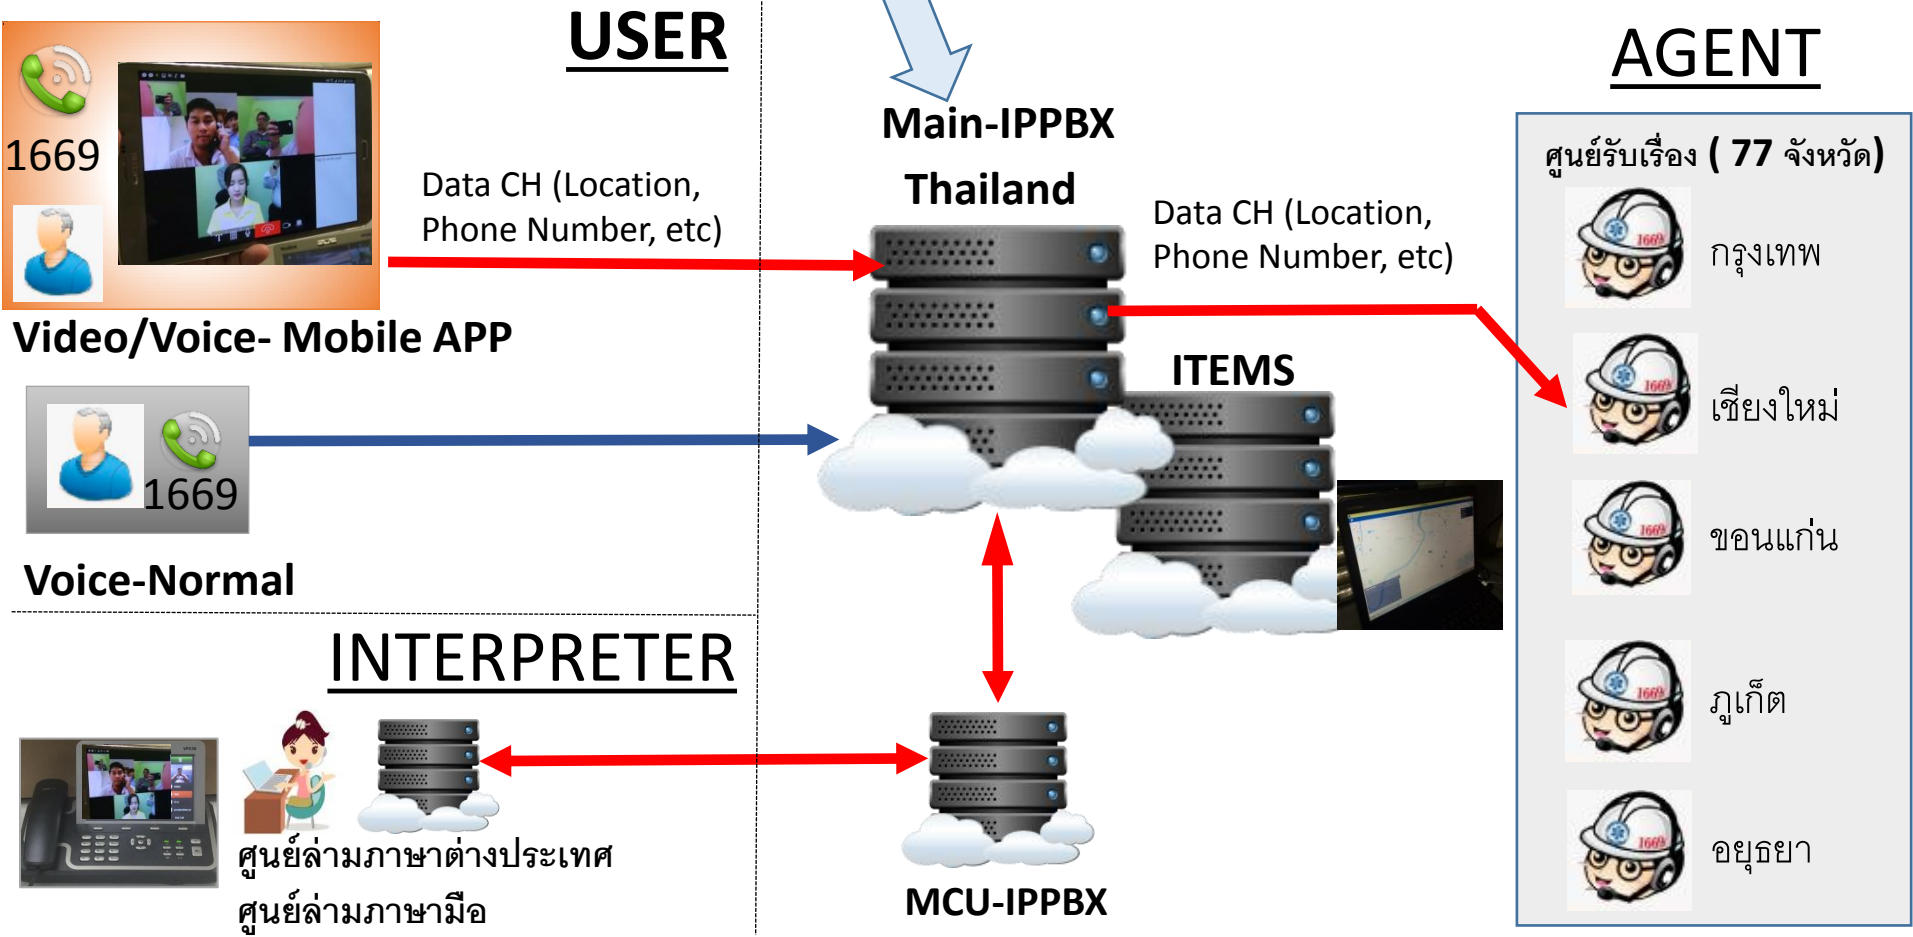 USER
1669
Data CH (Location,
Phone Number, etc)
Video/Voice- Mobile APP
1669
Voice-Normal
INTERPRETER
ศูนย์ล่ามภาษาต่างประเทศ
ศูนย์ล่ามภาษามือ
Main-IPPBX
Thailand
Data CH (Location,
Phone Number, etc)
ITEMS
MCU-IPPBX
AGENT
ศูนย์รับเรื่อง ( 77 จังหวัด)
1669
กรุงเทพ
1669
เชียงใหม่
1669
ขอนแก่น
1669
ภูเก็ต
1669
อยุธยา